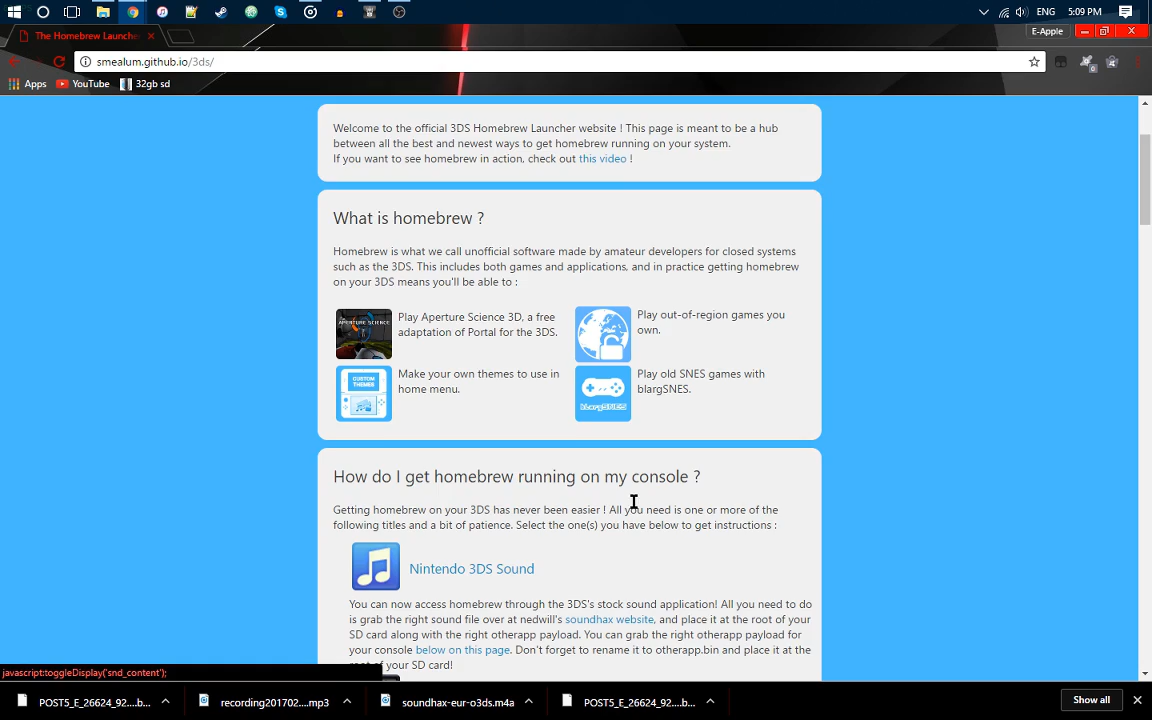 ENG 5:09 PM
The Homebrew Launche
E-Apple
smealum.github.io/3ds/
Apps YouTube 32gb sd
Welcome to the official 3DS Homebrew Launcher website ! This page is meant to be a hub
between all the best and newest ways to get homebrew running on your system.
If you want to see homebrew in action, check out this video !
What is homebrew ?
Homebrew is what we call unofficial software made by amateur developers for closed systems
such as the 3DS. This includes both games and applications, and in practice getting homebrew
on your 3DS means you'll be able to :
APERTURE SCIENCE
Play Aperture Science 3D, a free
adaptation of Portal for the 3DS.
Play out-of-region games you
own.
CUSTOM
THEMES
Make your own themes to use in
home menu.
blargSNES
Play old SNES games with
blargSNES.
How do I get homebrew running on my console ?
Getting homebrew on your 3DS has never been easier ! All you need is one or more of the
following titles and a bit of patience. Select the one(s) you have below to get instructions :
Nintendo 3DS Sound
You can now access homebrew through the 3DS's stock sound application! All you need to do
is grab the right sound file over at nedwill's soundhax website, and place it at the root of your
SD card along with the right otherapp payload. You can grab the right otherapp payload for
your console below on this page. Don't forget to rename it to otherapp.bin and place it at the
root of your SD card!
javascript:toggleDisplay('snd_content');
POST5_E_26624_92....b...
recording201702....mp3
soundhax-eur-o3ds.m4a
POST5_E_26624_92....b...
Show all